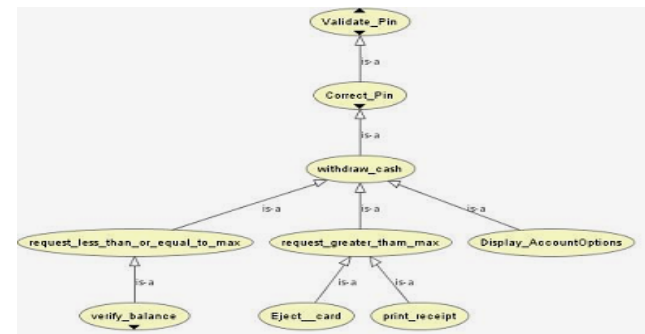 Validate_Pin
is-a
Correct_Pin
is-a
withdraw_cash
is-a
is-a
is-a
request_less_than_or_equal_to_max
request_greater_tham_max
Display_AccountOptions
is-a
is-a
is-a
verify_balance
Eject__card
print_receipt